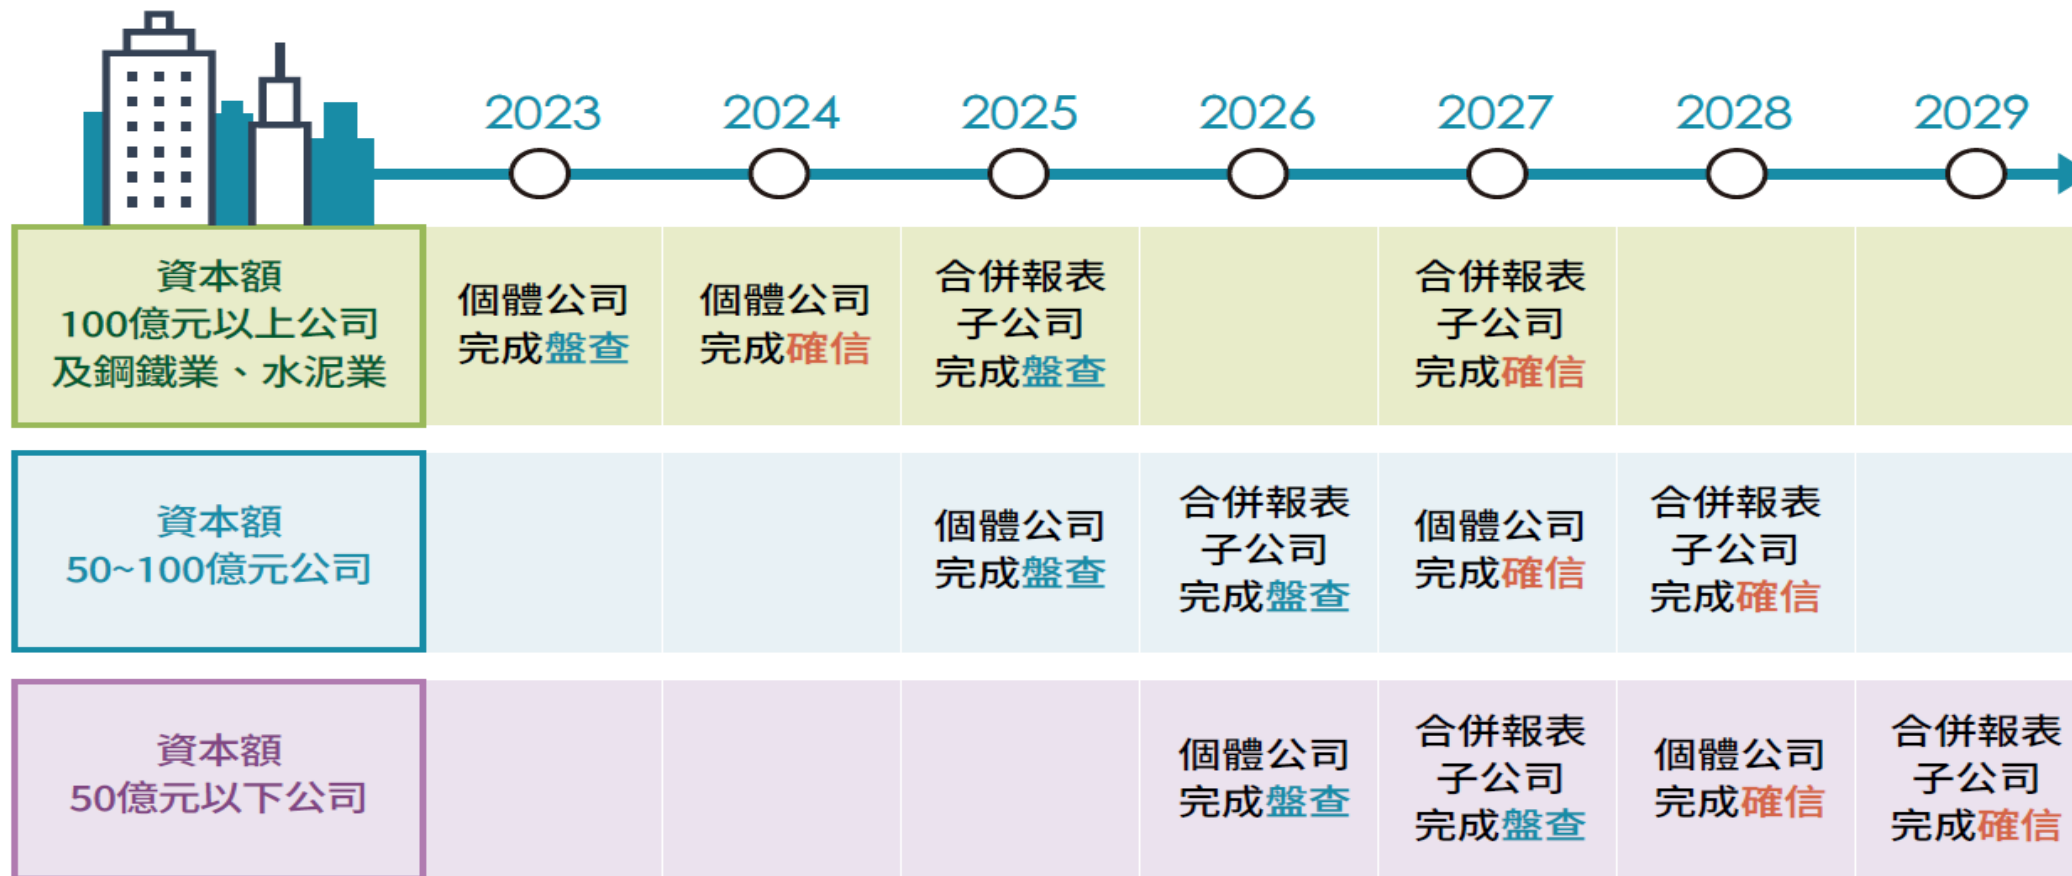 2023
2024
2025
2026
2027
2028
2029
資本額
100億元以上公司
及鋼鐵業、水泥業
個體公司
完成盤查
個體公司
完成確信
合併報表
子公司
完成盤查
合併報表
子公司
完成確信
資本額
50~100億元公司
個體公司
完成盤查
合併報表
子公司
完成盤查
個體公司
完成確信
合併報表
子公司
完成確信
資本額
50億元以下公司
個體公司
完成盤查
合併報表
子公司
完成盤查
個體公司
完成確信
合併報表
子公司
完成確信